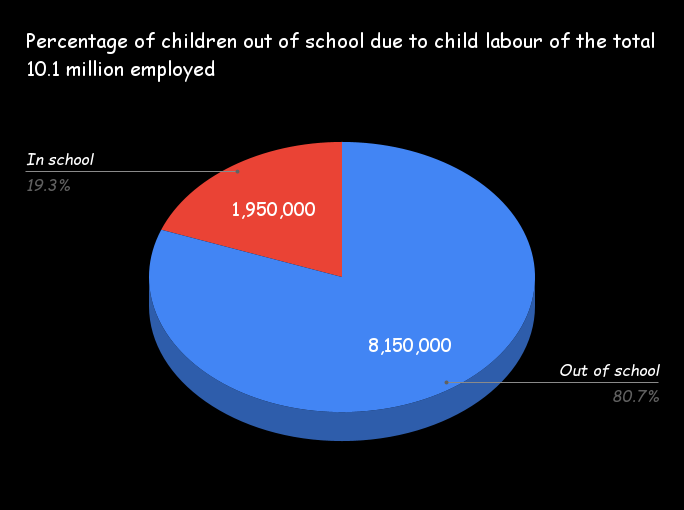 Percentage of children out of school due to child labour of the total
10.1 million employed
In school
19.3%
1,950,000
8,150,000
Out of school
80.7%